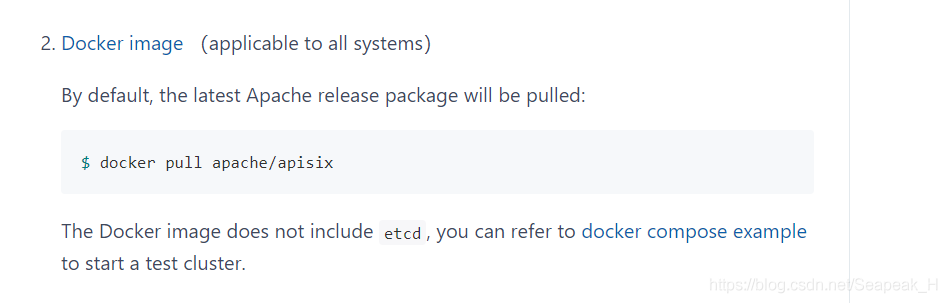 2. Docker image （applicable to all systems）
By default, the latest Apache release package will be pulled:
$ docker pull apache/apisix
The Docker image does not include etcd, you can refer to docker compose example
to start a test cluster.
https://blog.csdn.net/Seapeak_H